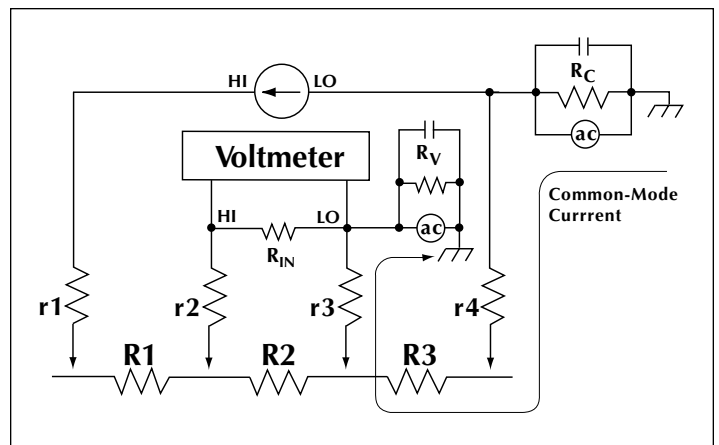 HI
LO
R_C
ac
Voltmeter
R_V
ac
HI
LO
R_IN
Common-Mode
Currrent
r1
r2
r3
r4
R1
R2
R3